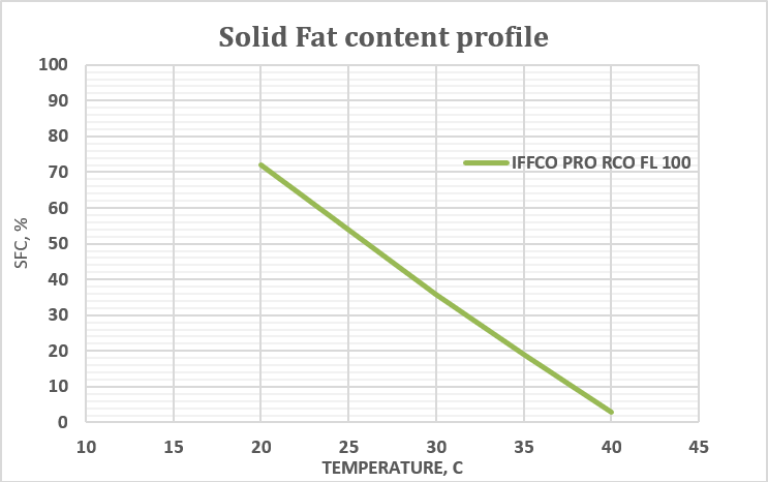 Solid Fat content profile
100
90
80
70
60
50
40
30
20
10
0
SFC, %
IFFCO PRO RCO FL 100
10 15 20 25 30 35 40 45
TEMPERATURE, C